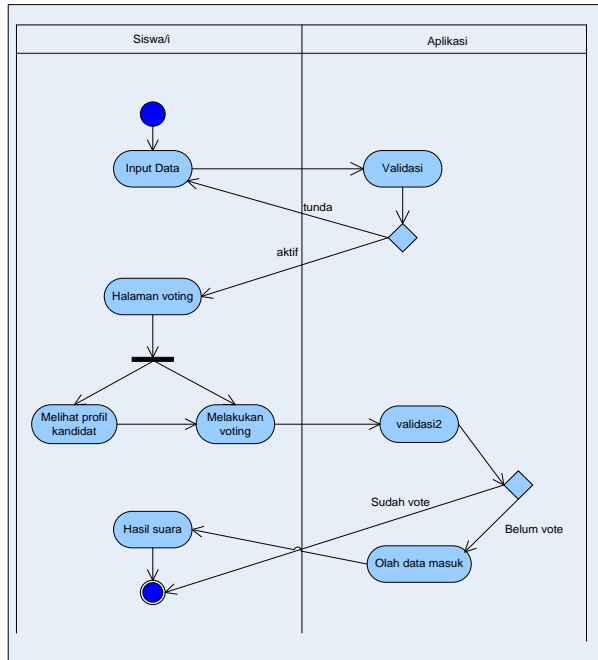 Siswa/i
Aplikasi
Input Data
Validasi
tunda
aktif
Halaman voting
Melihat profil
kandidat
Melakukan
voting
validasi2
Sudah vote
Belum vote
Hasil suara
Olah data masuk